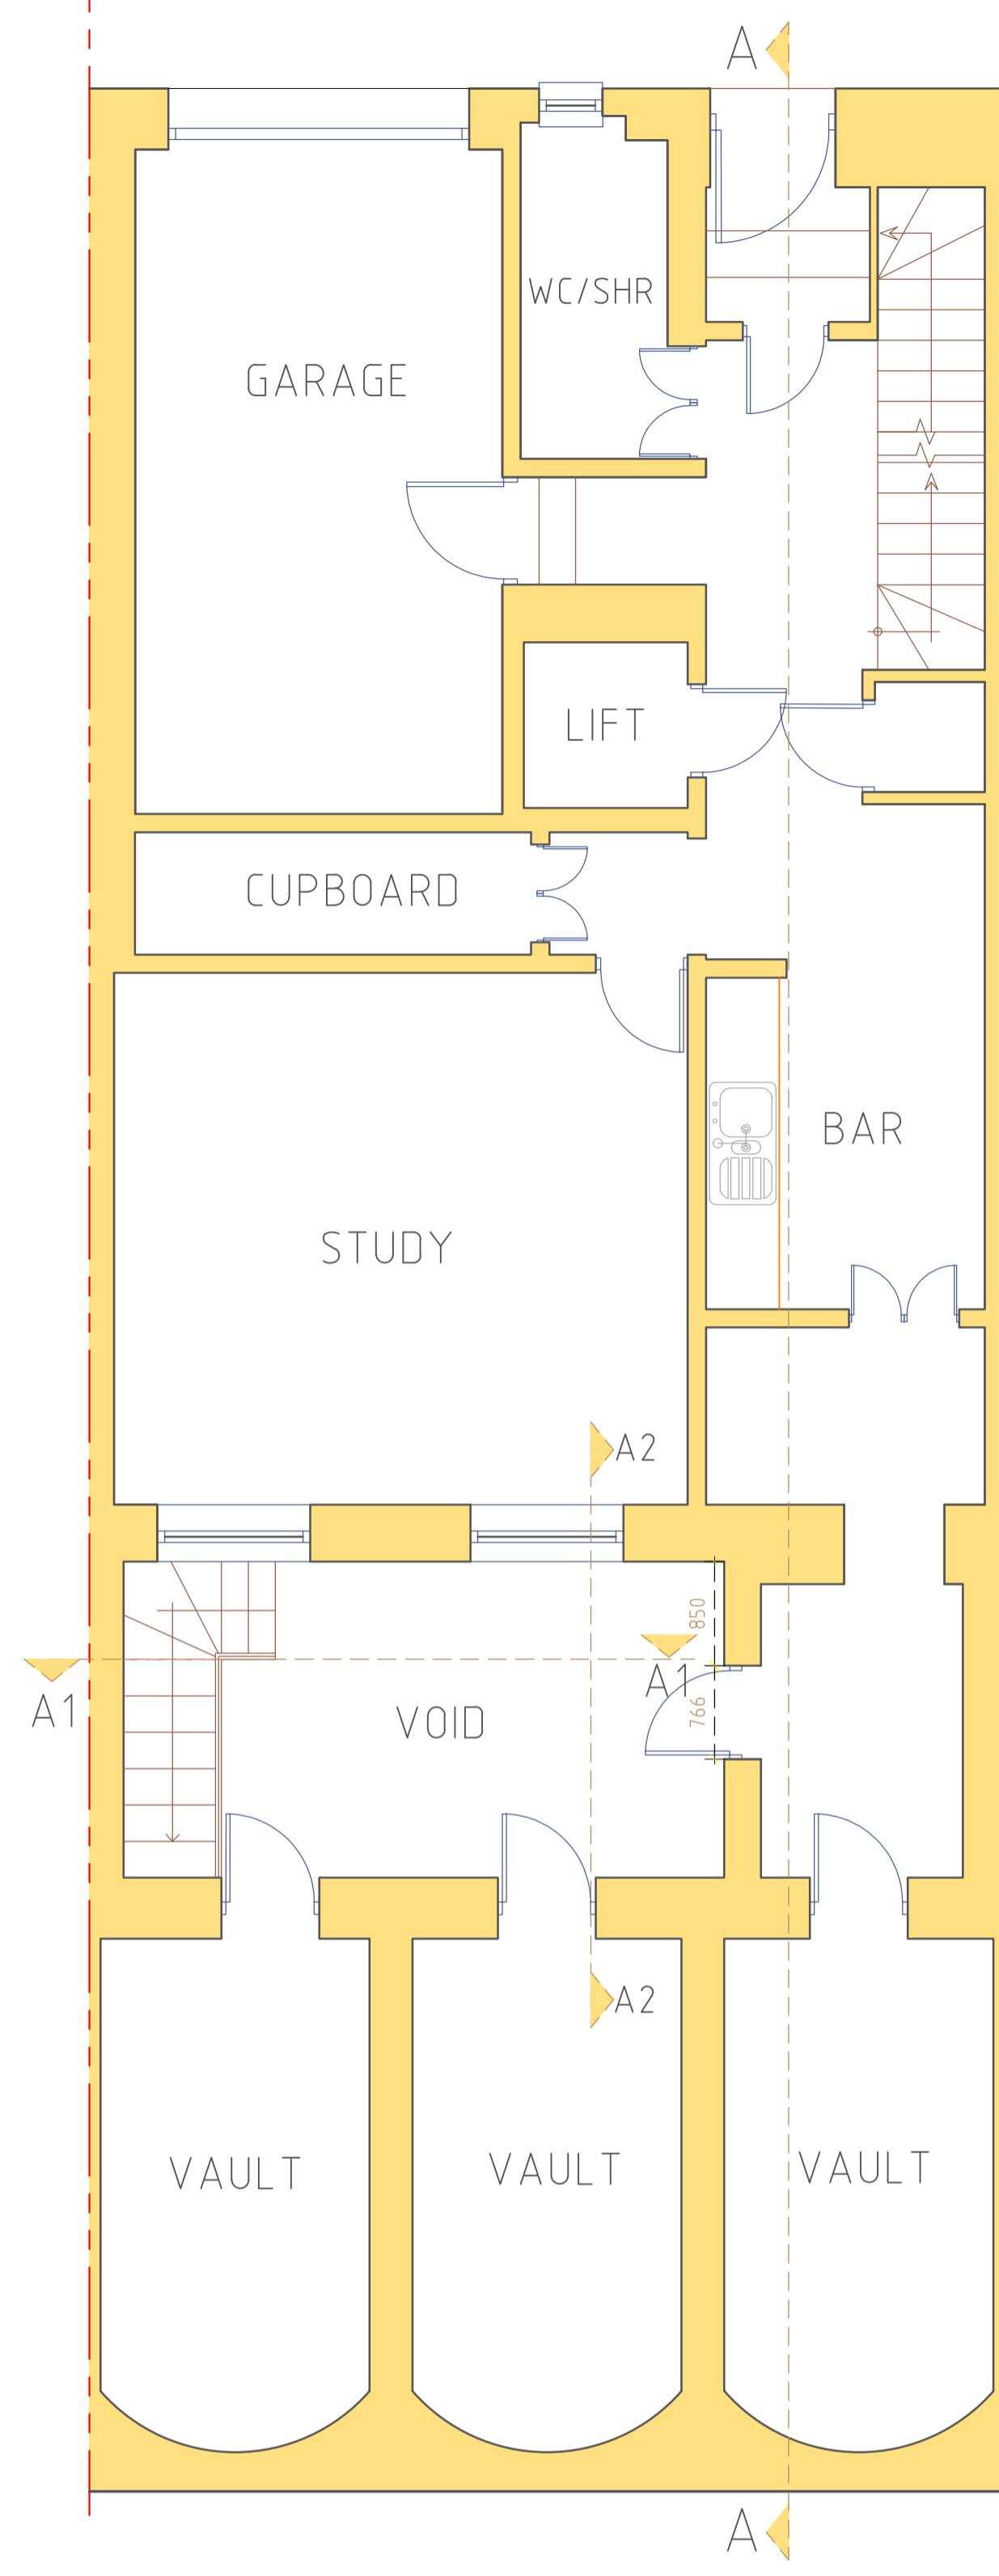 A
WC/SHR
GARAGE
LIFT
CUPBOARD
BAR
STUDY
A2
850
A1
A1
766
VOID
A2
VAULT
VAULT
VAULT
A